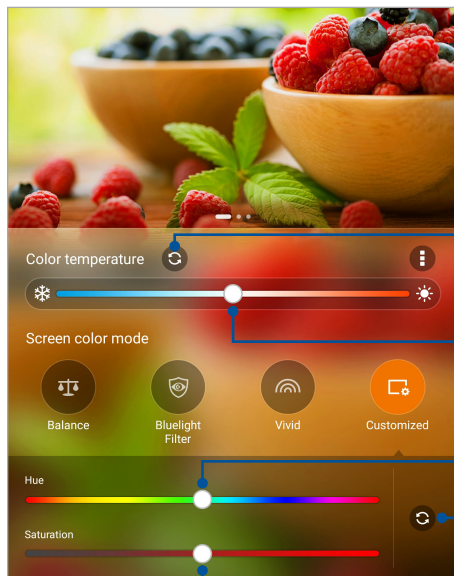 Color temperature
Screen color mode
Balance
Bluelight
Filter
Vivid
Customized
Hue
Saturation